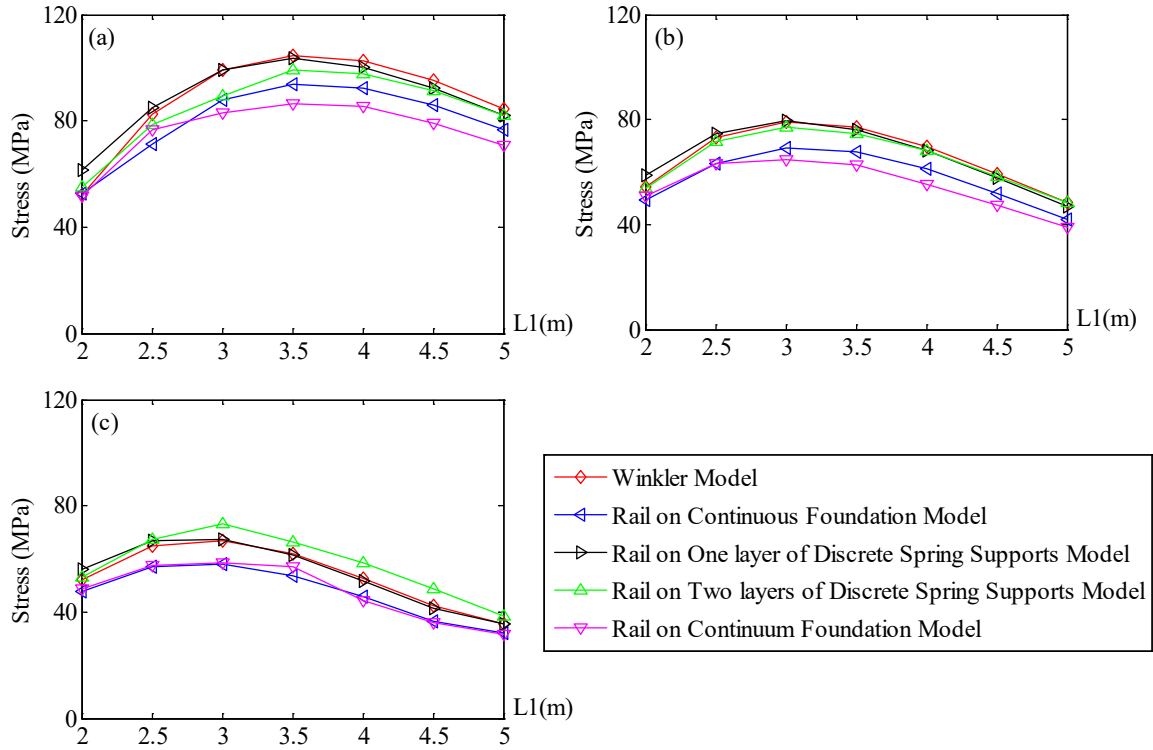 120
(a)
80
40
0
Stress (MPa)
2 2.5 3 3.5 4 4.5 5
L1(m)
120
(b)
80
40
0
Stress (MPa)
2 2.5 3 3.5 4 4.5 5
L1(m)
120
(c)
80
40
0
Stress (MPa)
2 2.5 3 3.5 4 4.5 5
L1(m)
Winkler Model
Rail on Continuous Foundation Model
Rail on One layer of Discrete Spring Supports Model
Rail on Two layers of Discrete Spring Supports Model
Rail on Continuum Foundation Model